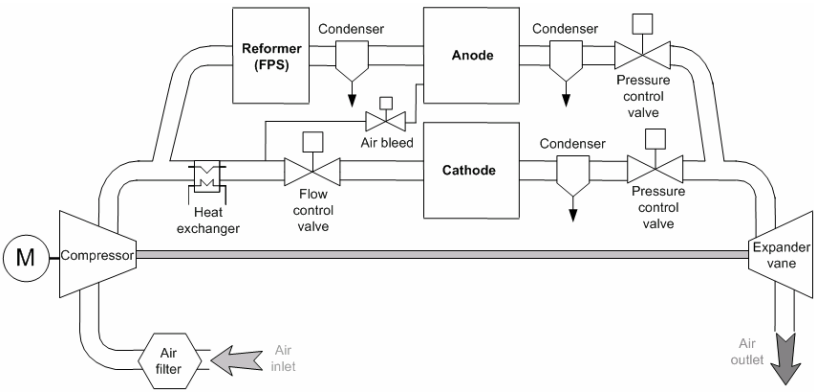 Condenser
Condenser
Reformer
(FPS)
Anode
Pressure
control
valve
Air bleed
Condenser
Cathode
Heat
exchanger
Flow
control
valve
Pressure
control
valve
M
Compressor
Expander
vane
Air
filter
Air
inlet
Air
outlet